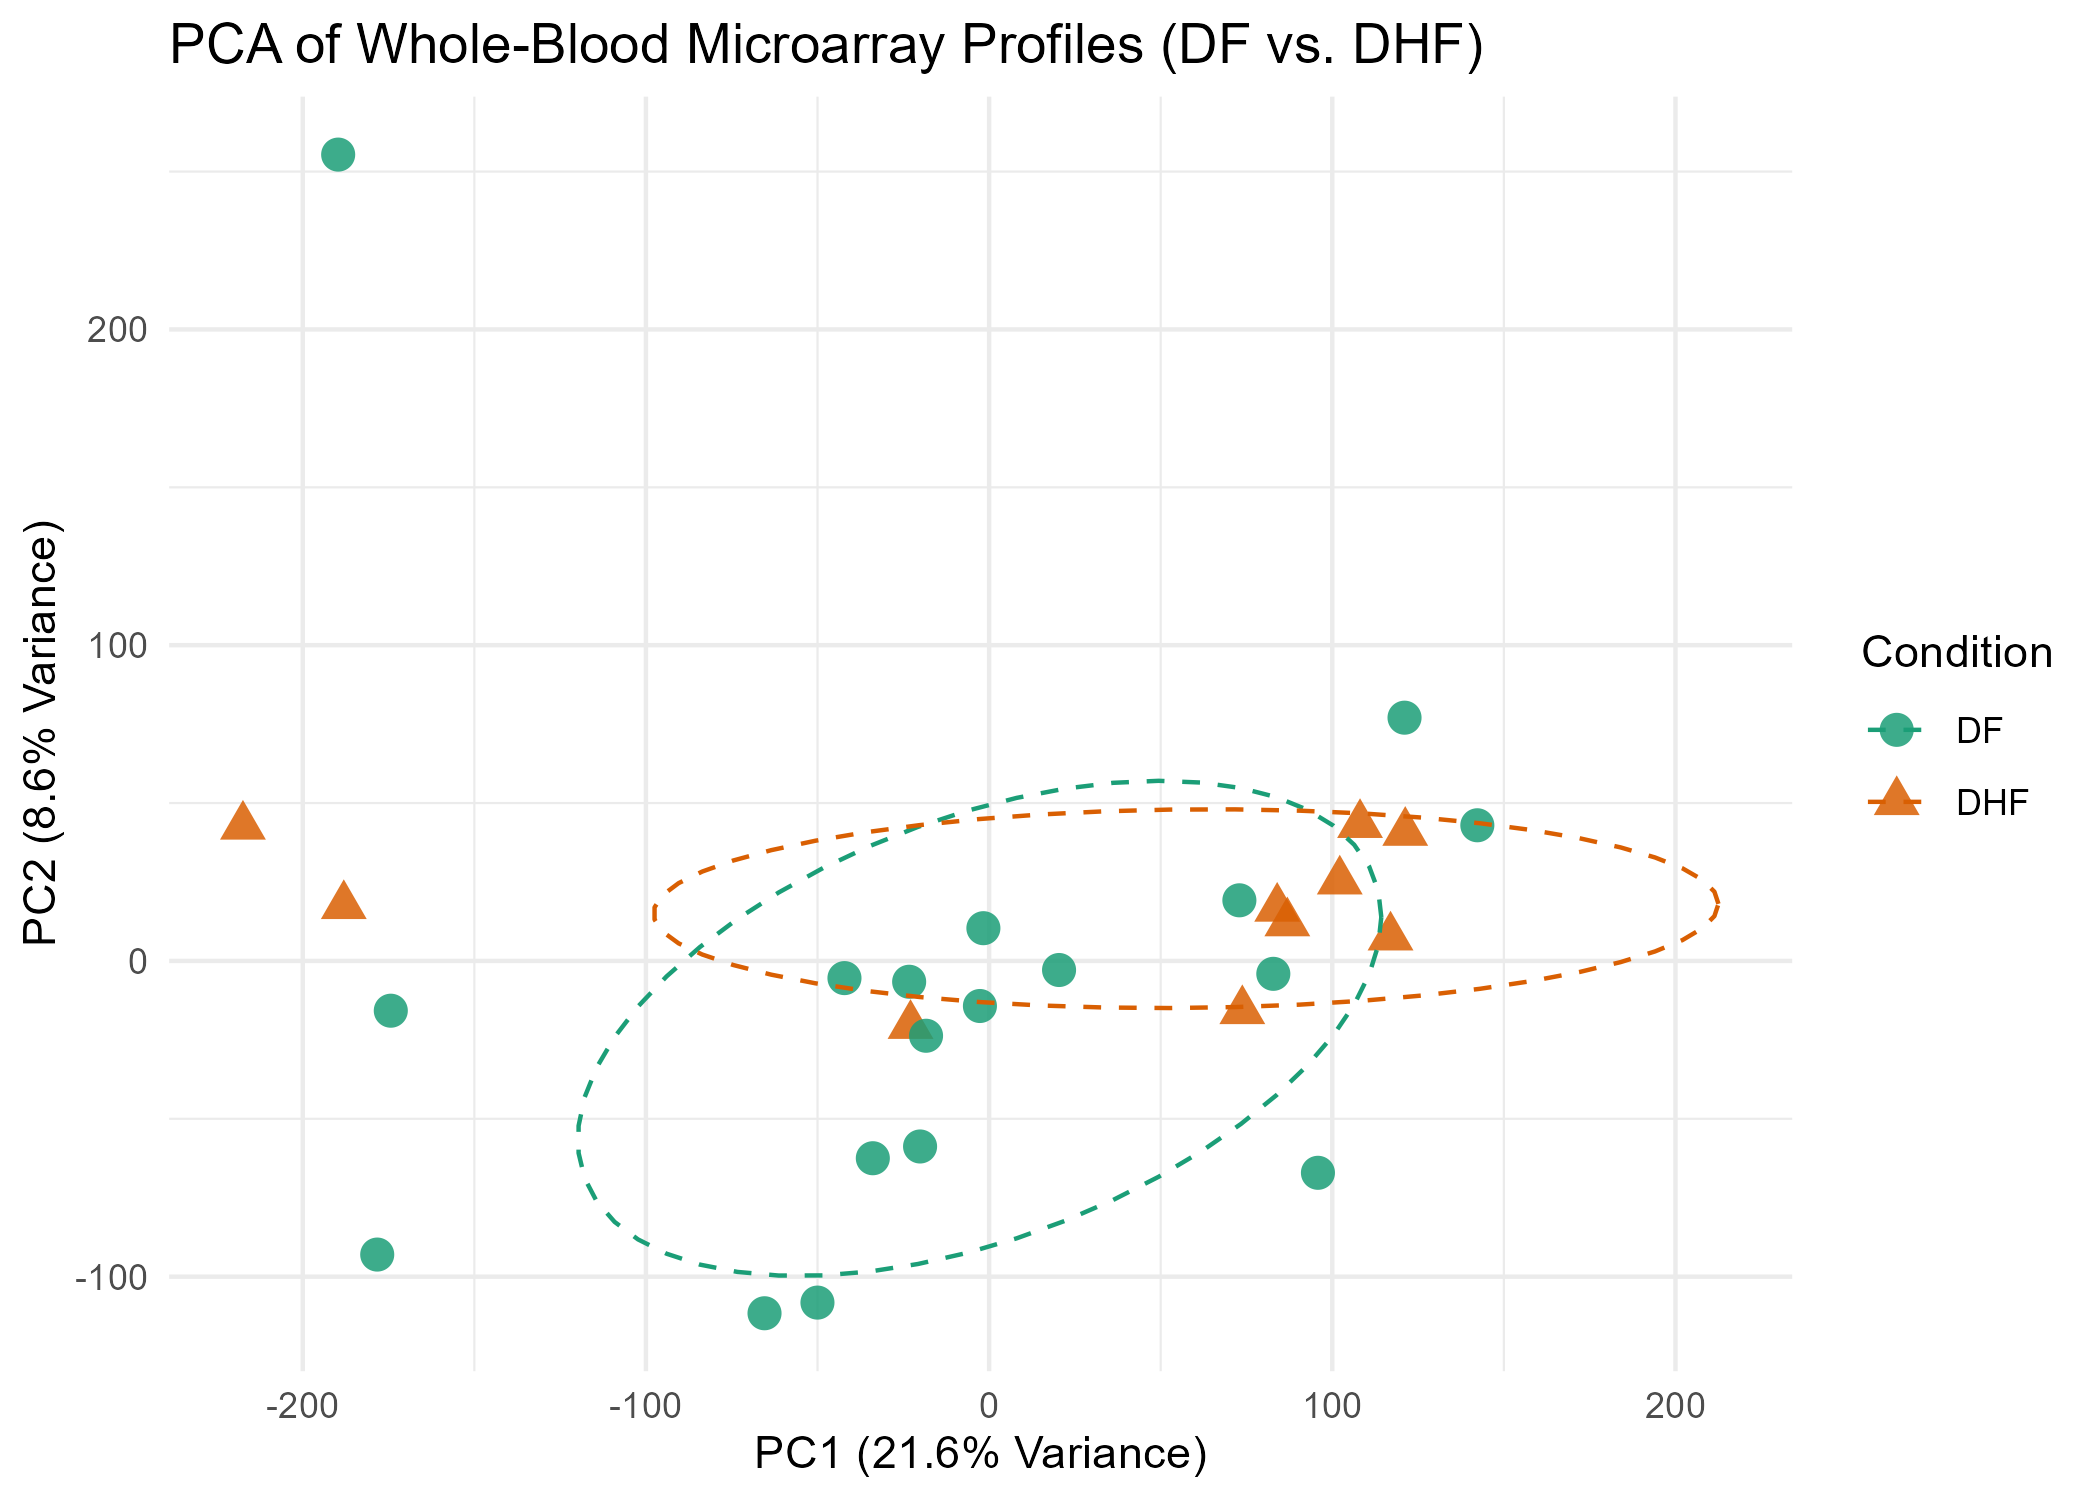 PCA of Whole-Blood Microarray Profiles (DF vs. DHF)
PC2 (8.6% Variance)
200
100
0
-100
-200
-100
0
100
200
PC1 (21.6% Variance)
Condition
DF
DHF